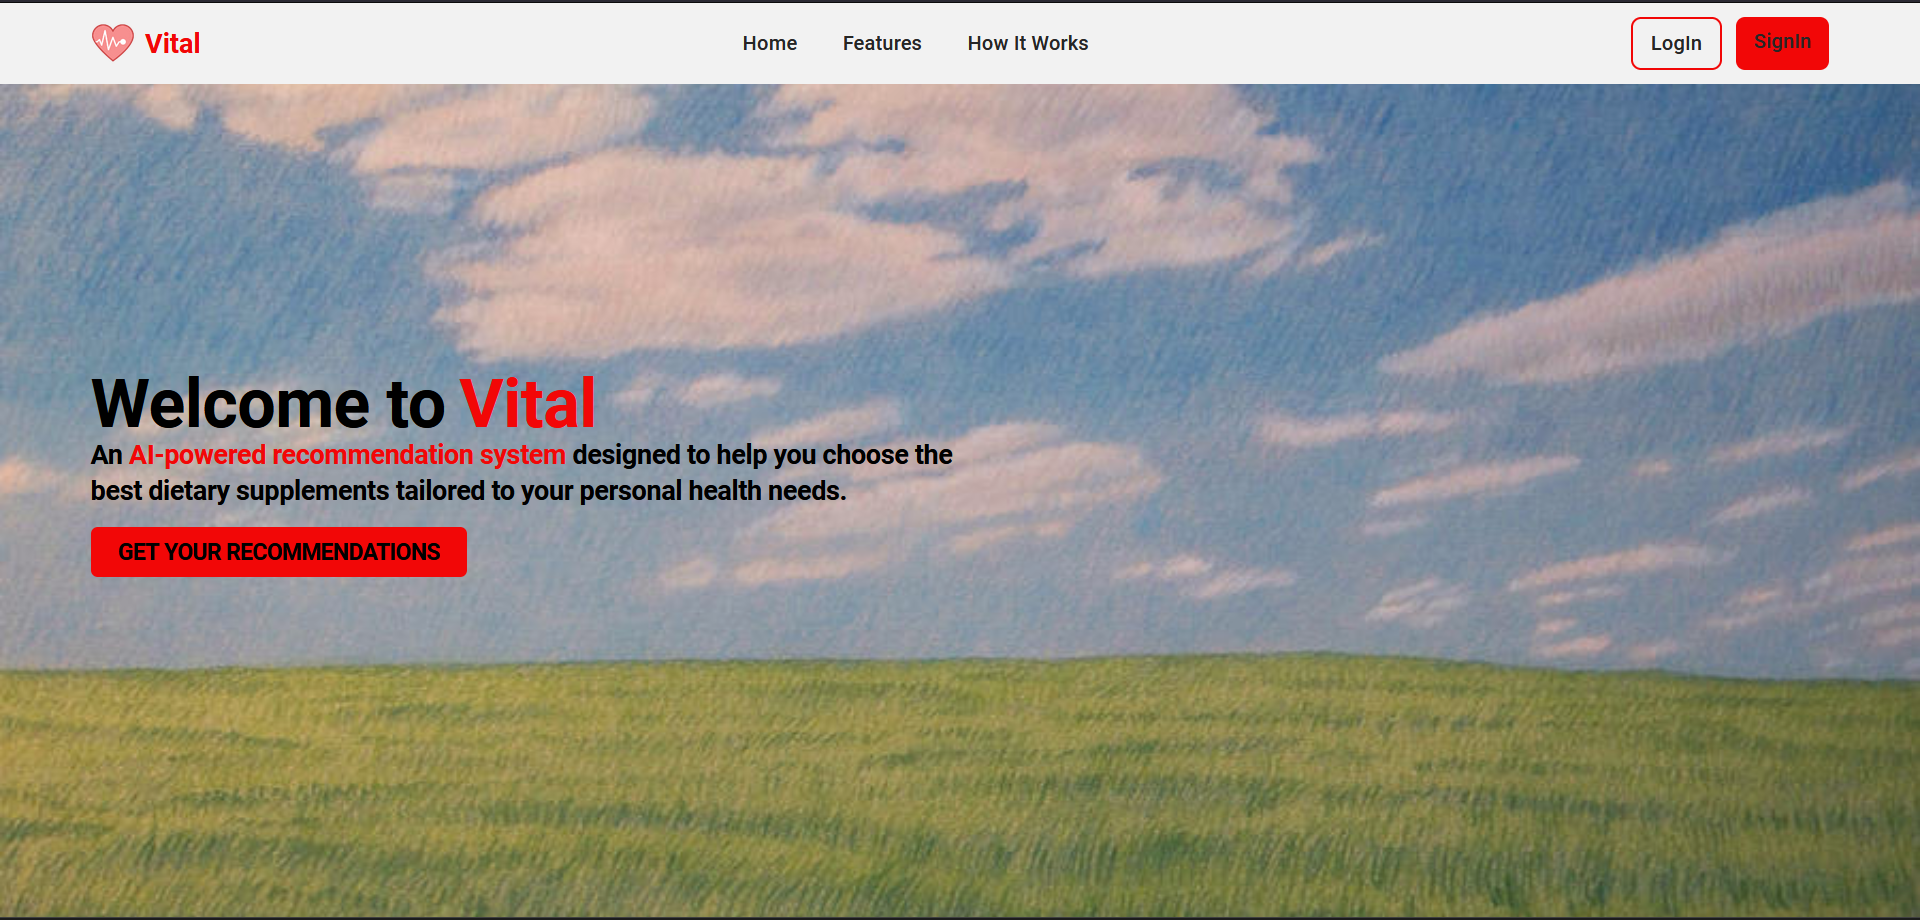 Vital
Home
Features
How It Works
LogIn
SignIn
Welcome to Vital
An AI-powered recommendation system designed to help you choose the
best dietary supplements tailored to your personal health needs.
GET YOUR RECOMMENDATIONS